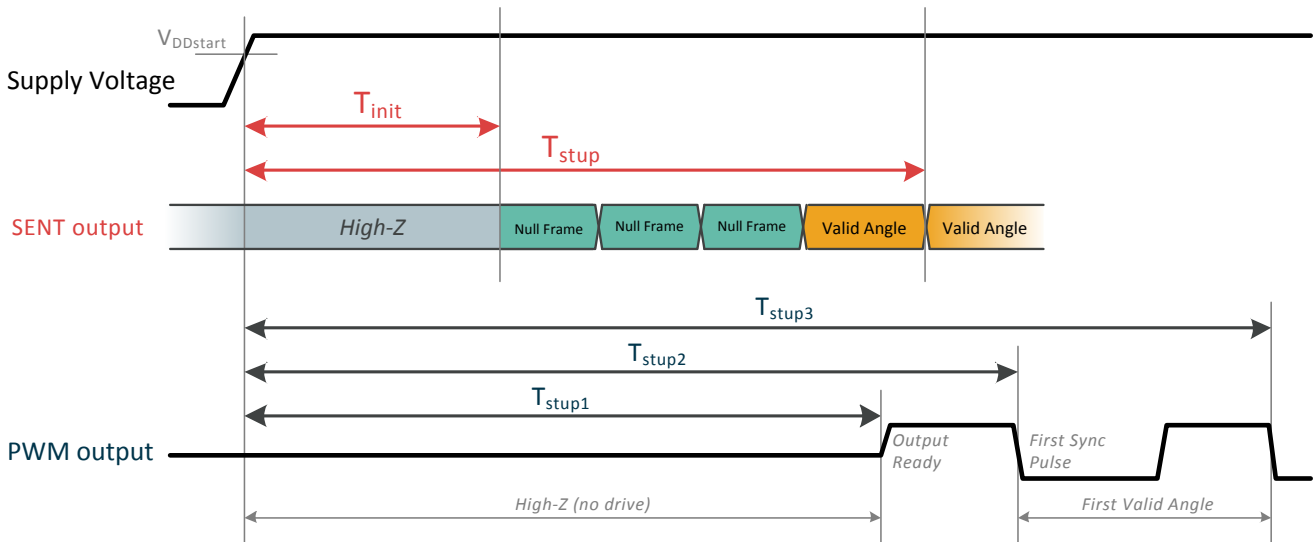 VDDstart
Supply Voltage
Tinit
Tstup
SENT output
High-Z
Null Frame
Null Frame
Null Frame
Valid Angle
Valid Angle
Tstup3
Tstup2
Tstup1
PWM output
Output
Ready
First Sync
Pulse
High-Z (no drive)
First Valid Angle